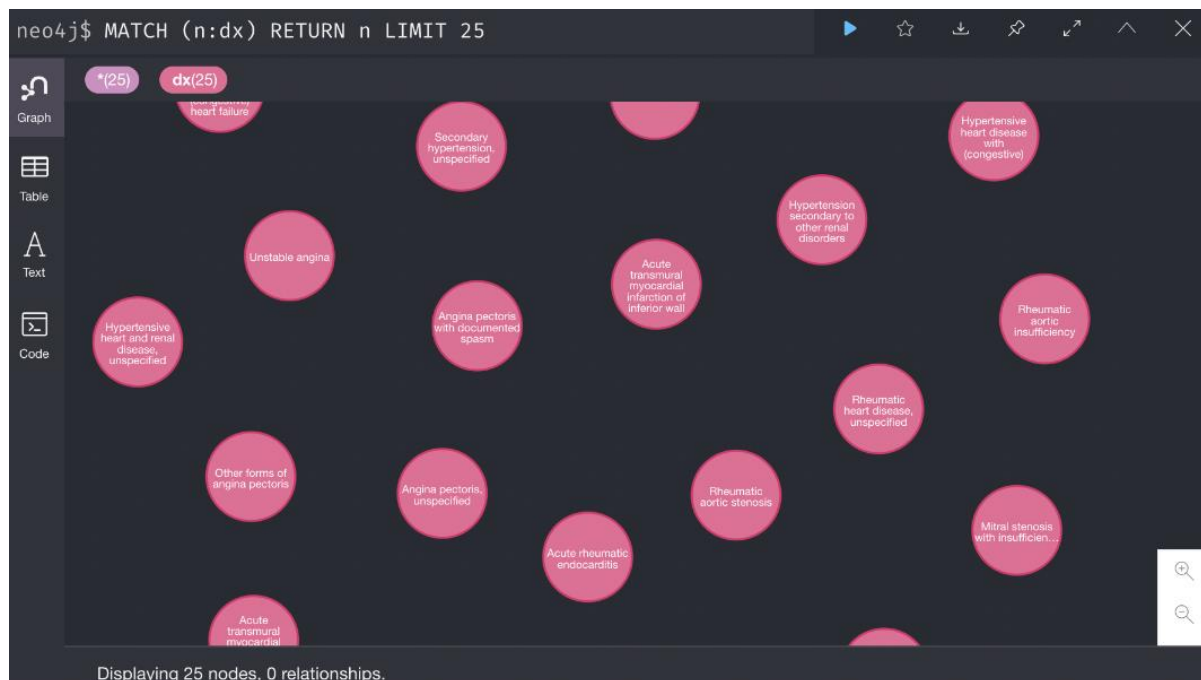 neo4j$ MATCH (n:dx) RETURN n LIMIT 25
*(25) dx(25)
Graph
Table
Text
Code
(congestive)
heart failure
Secondary
hypertension,
unspecified
Hypertensive
heart disease
with
(congestive)
Hypertension
secondary to
other renal
disorders
Unstable angina
Acute
transmural
myocardial
infarction of
inferior wall
Hypertensive
heart and renal
disease,
unspecified
Angina pectoris
with documented
spasm
Rheumatic
aortic
insufficiency
Rheumatic
heart disease,
unspecified
Other forms of
angina pectoris
Angina pectoris,
unspecified
Rheumatic
aortic stenosis
Acute rheumatic
endocarditis
Mitral stenosis
with insufficien...
Acute
transmural
myocardial
Displaying 25 nodes, 0 relationships.